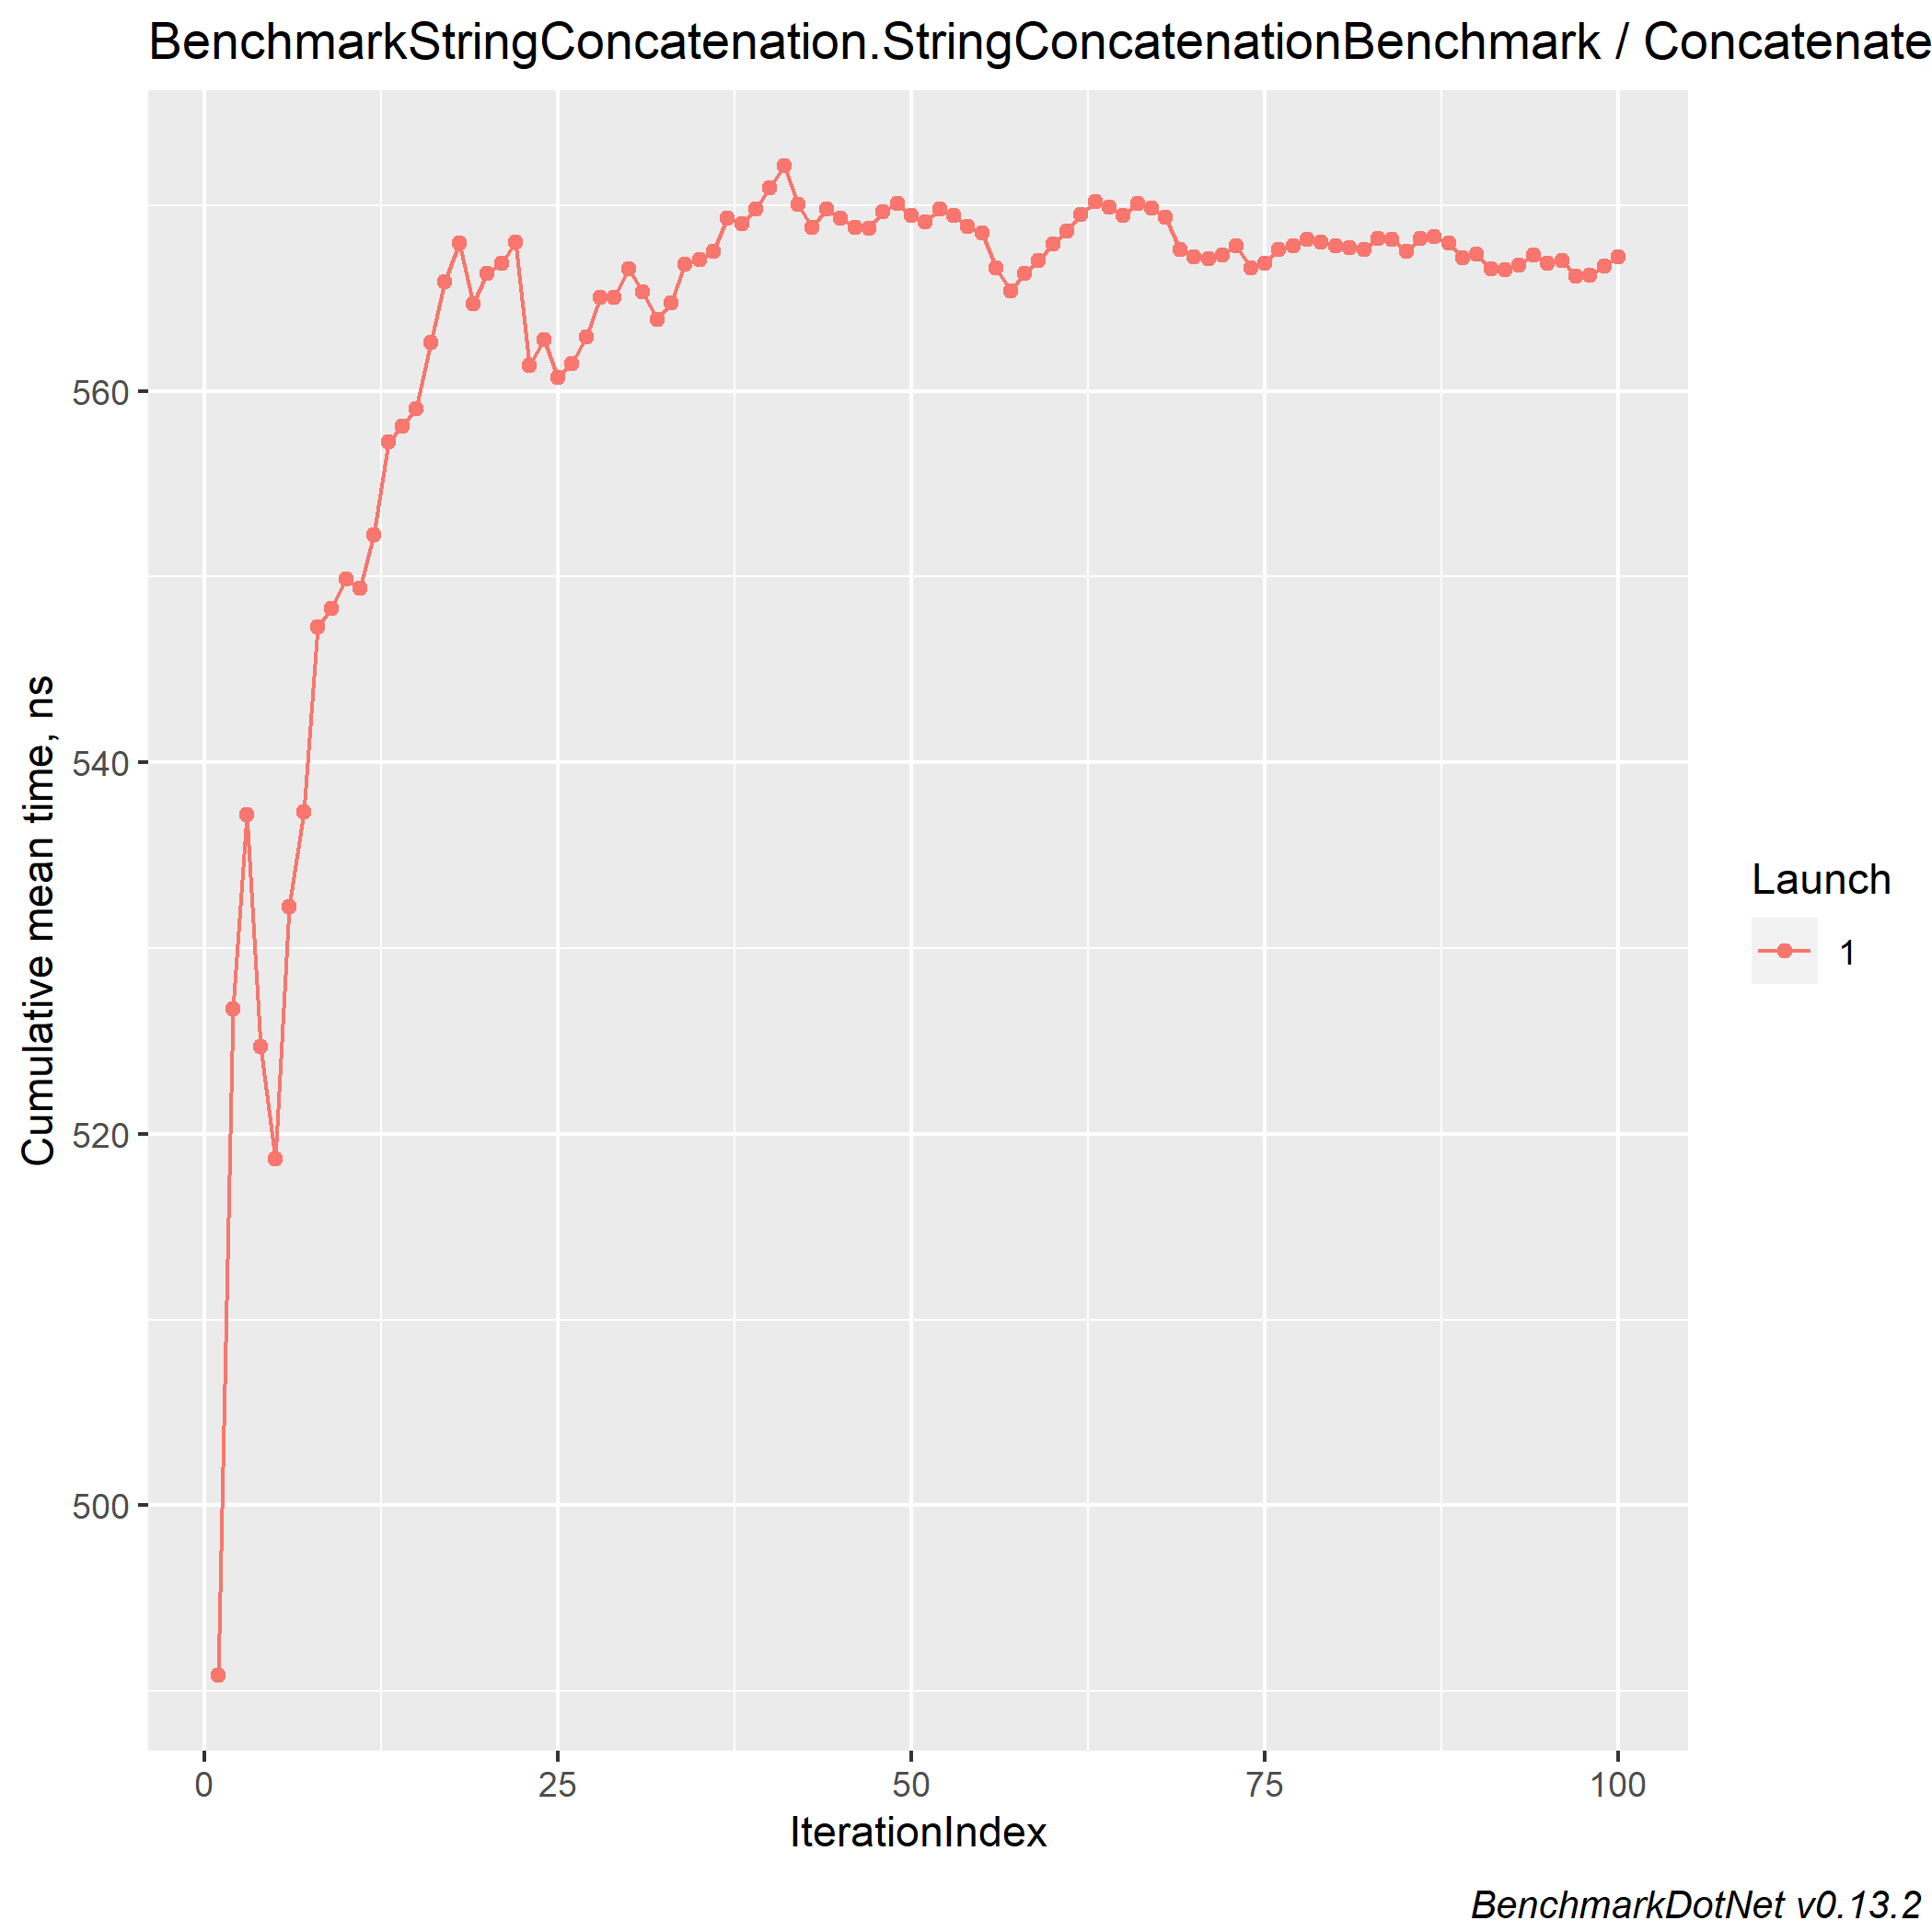 BenchmarkStringConcatenation.StringConcatenationBenchmark / Concatenate
Cumulative mean time, ns
560
540
520
500
0 25 50 75 100
IterationIndex
Launch
1
BenchmarkDotNet v0.13.2